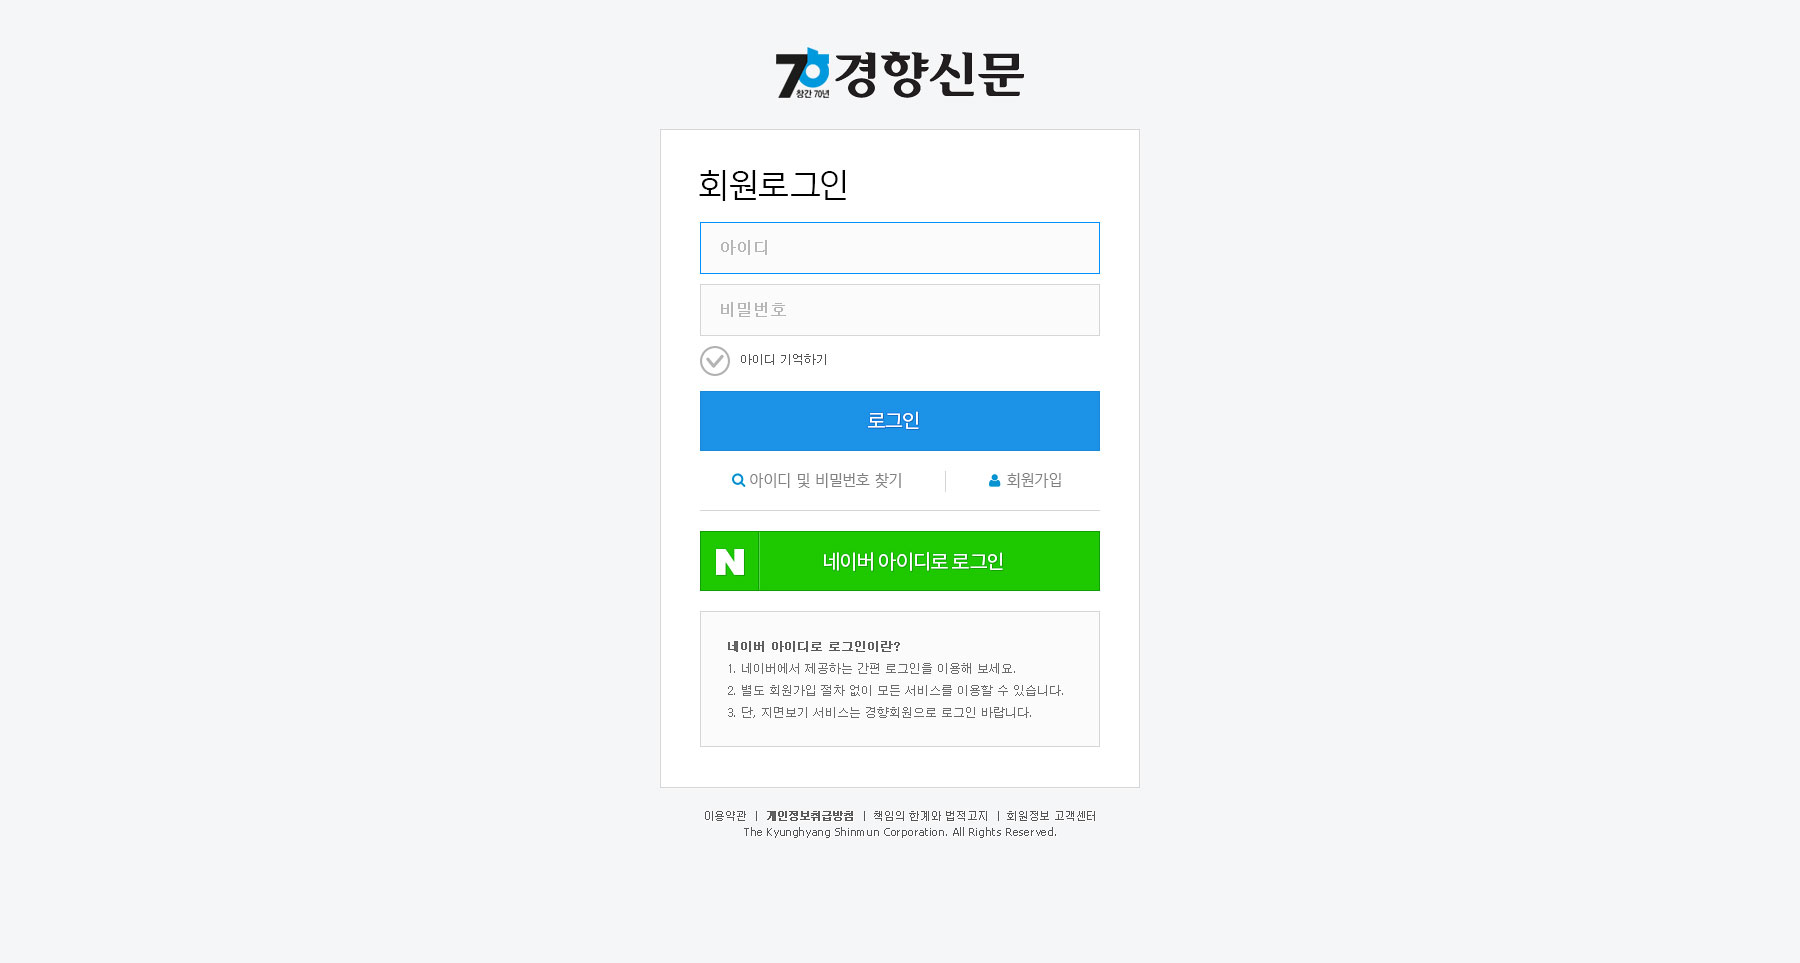 70 경향신문
창간 70년
회원로그인
아이디
비밀번호
아이디 기억하기
로그인
아이디 및 비밀번호 찾기 회원가입
N 네이버 아이디로 로그인
네이버 아이디로 로그인이란?
1. 네이버에서 제공하는 간편 로그인을 이용해 보세요.
2. 별도 회원가입 절차 없이 모든 서비스를 이용할 수 있습니다.
3. 단, 지면보기 서비스는 경향회원으로 로그인 바랍니다.
이용약관 | 개인정보취급방침 | 책임의 한계와 법적고지 | 회원정보 고객센터
The Kyunghyang Shinmun Corporation. All Rights Reserved.